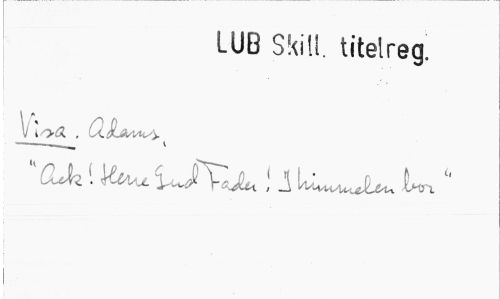 LUB Skill. titelreg.
Visa. Adams,
"Ack! Herre Gud Fader! I himmelen bor"